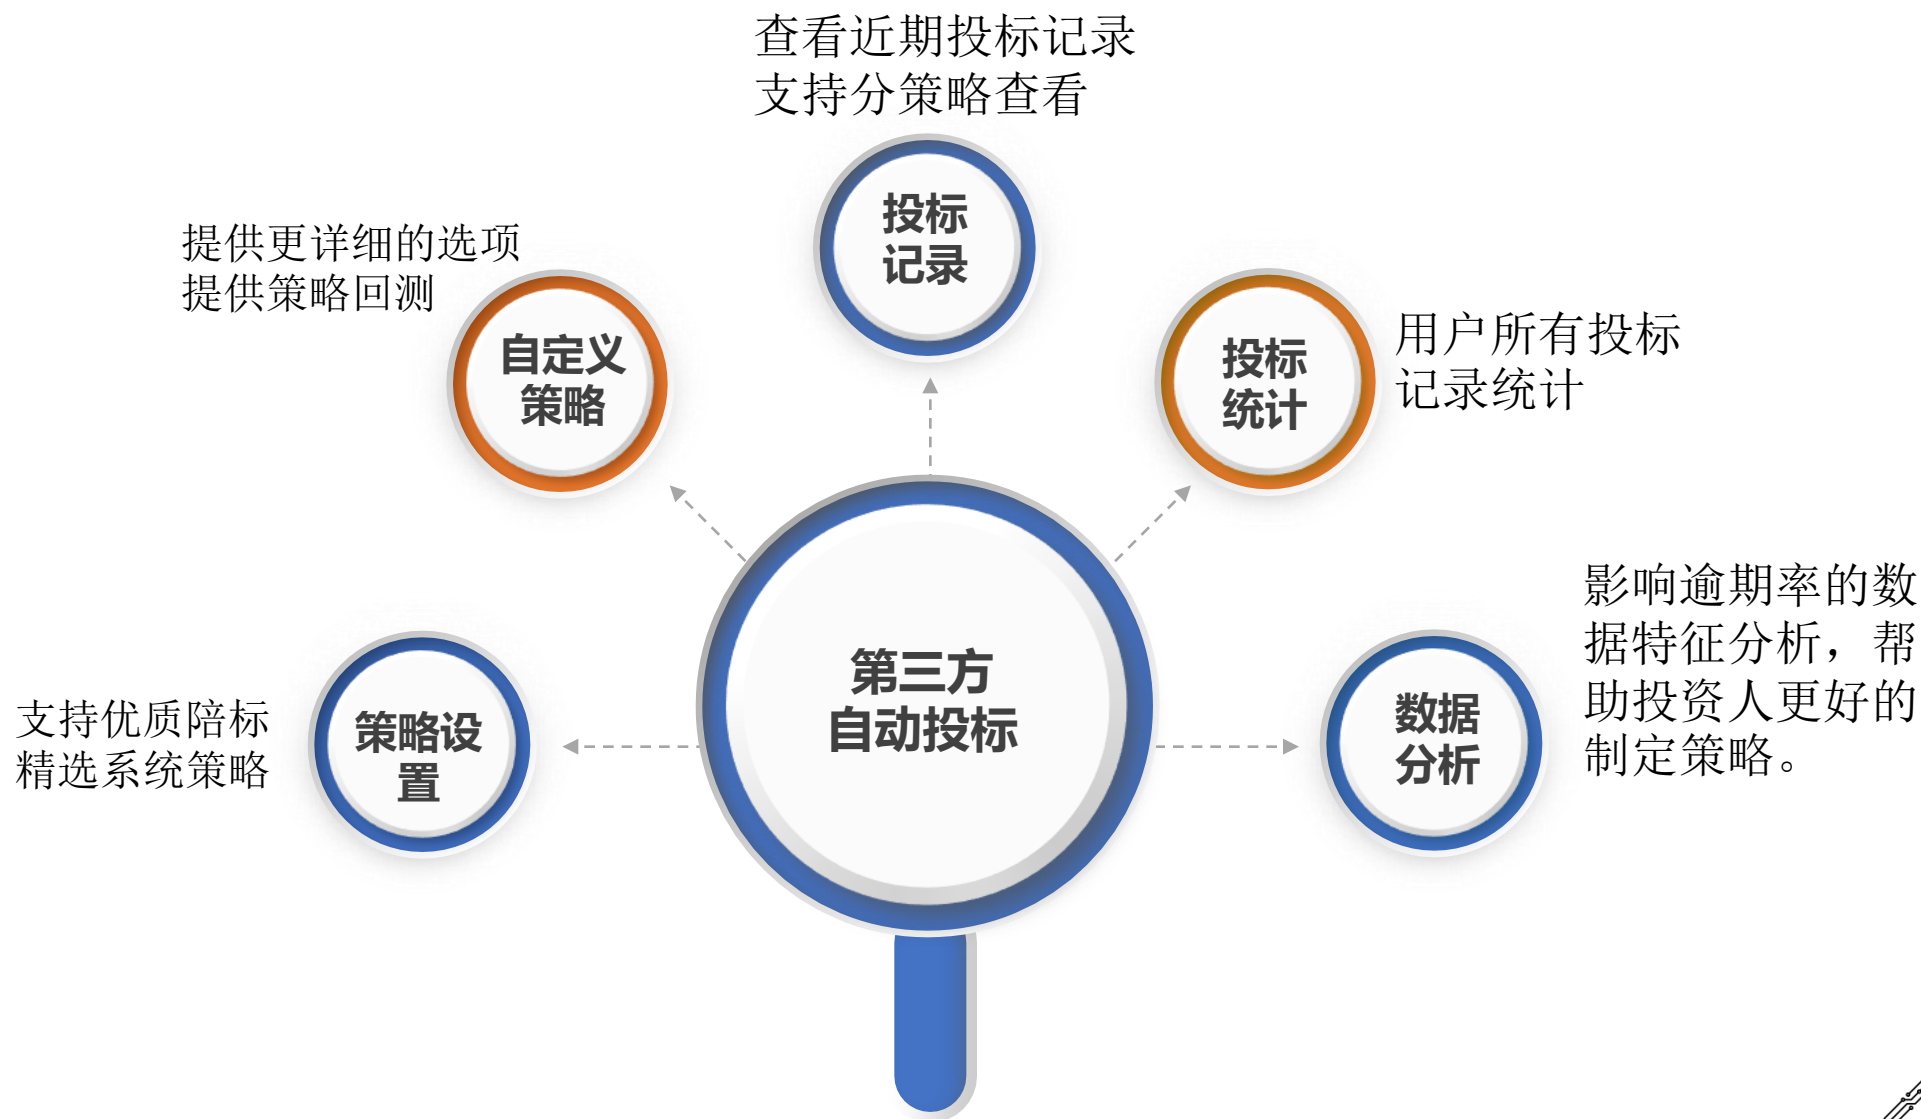 查看近期投标记录
支持分策略查看
投标
记录
提供更详细的选项
提供策略回测
自定义
策略
投标
统计
用户所有投标
记录统计
第三方
自动投标
支持优质陪标
精选系统策略
策略设
置
数据
分析
影响逾期率的数
据特征分析，帮
助投资人更好的
制定策略。